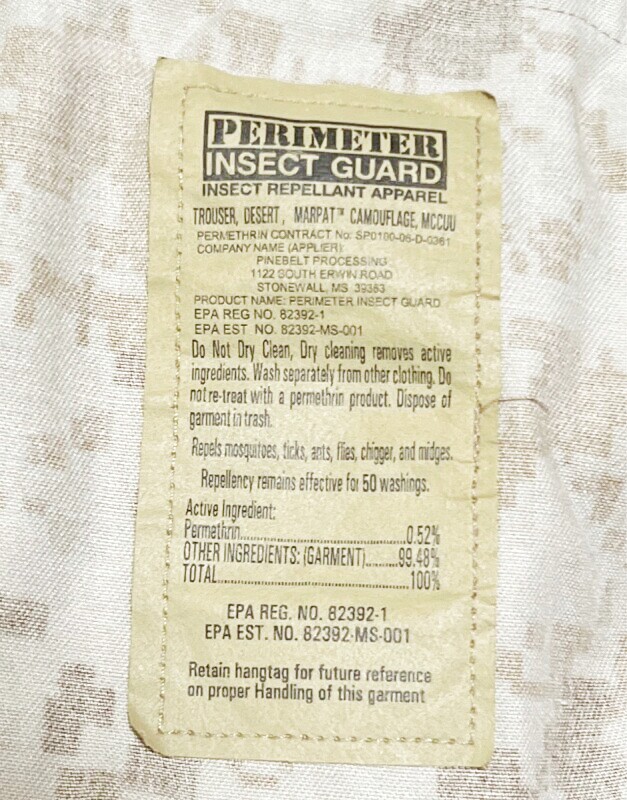 PERIMETER
INSECT GUARD
INSECT REPELLANT APPAREL
TROUSER, DESERT, MARPAT™ CAMOUFLAGE, MCCUU
PERMETHRIN CONTRACT No: SP0100-06-D-0361
COMPANY NAME (APPLIER)
PINEBELT PROCESSING
1122 SOUTH ERWIN ROAD
STONEWALL, MS 39363
PRODUCT NAME: PERIMETER INSECT GUARD
EPA REG NO. 82392-1
EPA EST NO. 82392-MS-001
Do Not Dry Clean, Dry cleaning removes active
ingredients. Wash separately from other clothing. Do
not re-treat with a permethrin product. Dispose of
garment in trash.
Repels mosquitoes, ticks, ants, flies, chigger, and midges.
Repellency remains effective for 50 washings.
Active Ingredient:
Permethrin..............................0.52%
OTHER INGREDIENTS: (GARMENT).........99.48%
TOTAL........................................100%
EPA REG. NO. 82392-1
EPA EST. NO. 82392-MS-001
Retain hangtag for future reference
on proper Handling of this garment